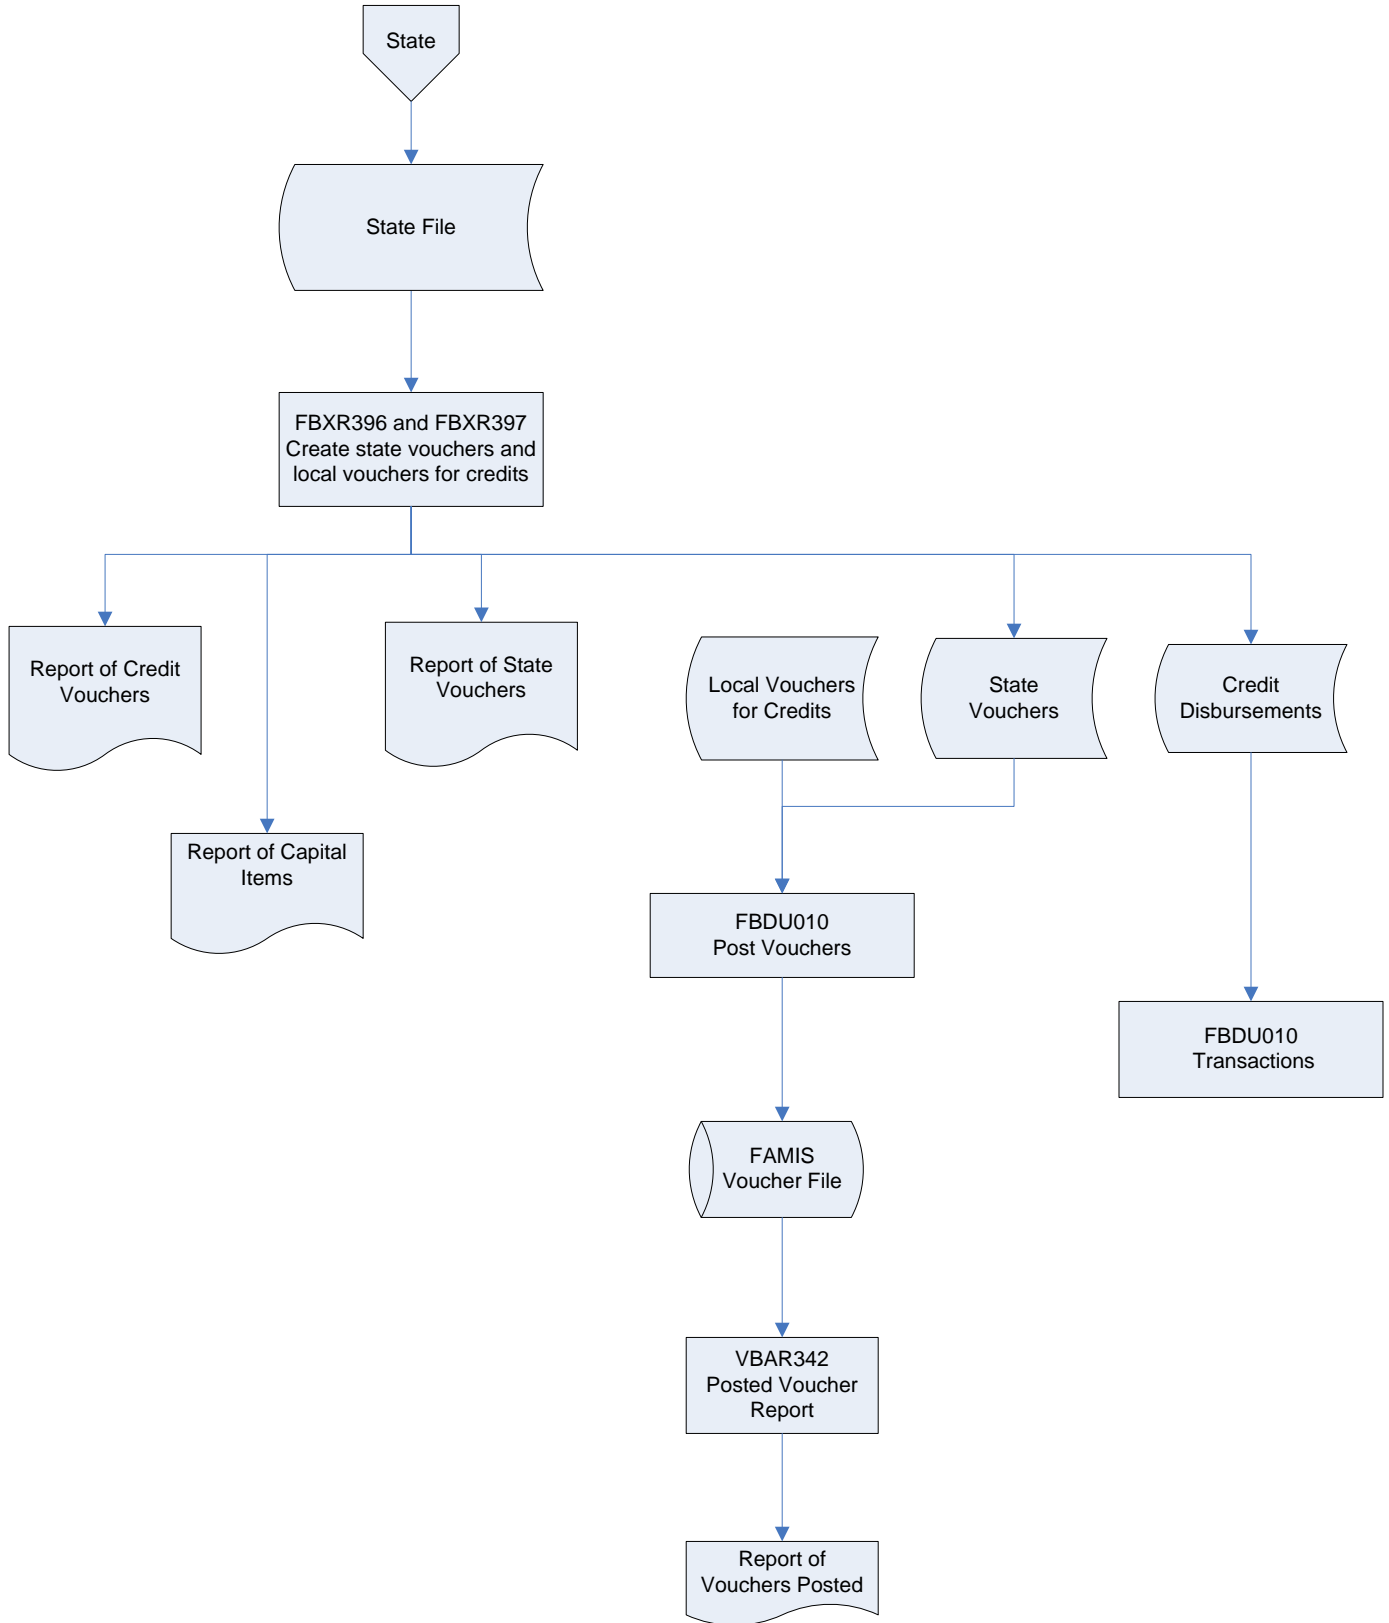 State
State File
FBXR396 and FBXR397
Create state vouchers and
local vouchers for credits
Report of Credit
Vouchers
Report of State
Vouchers
Local Vouchers
for Credits
State
Vouchers
Credit
Disbursements
Report of Capital
Items
FBDU010
Post Vouchers
FBDU010
Transactions
FAMIS
Voucher File
VBAR342
Posted Voucher
Report
Report of
Vouchers Posted